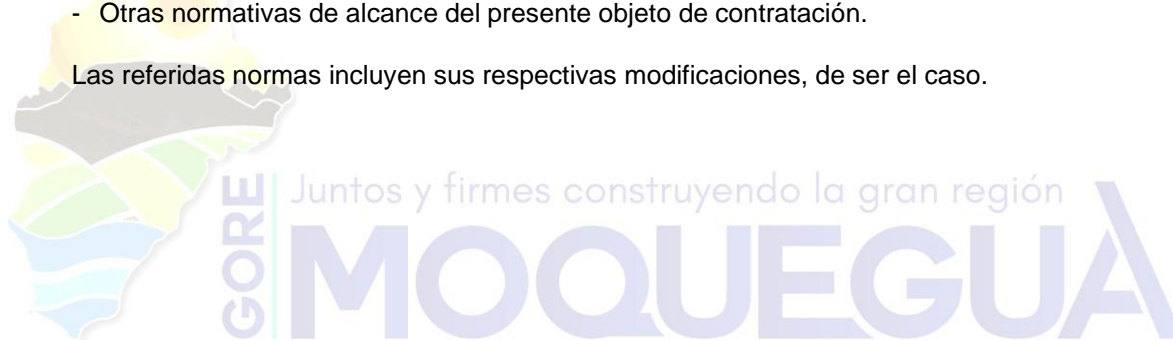 - Otras normativas de alcance del presente objeto de contratación.
Las referidas normas incluyen sus respectivas modificaciones, de ser el caso.
GORE
Juntos y firmes construyendo la gran región
MOQUEGUA